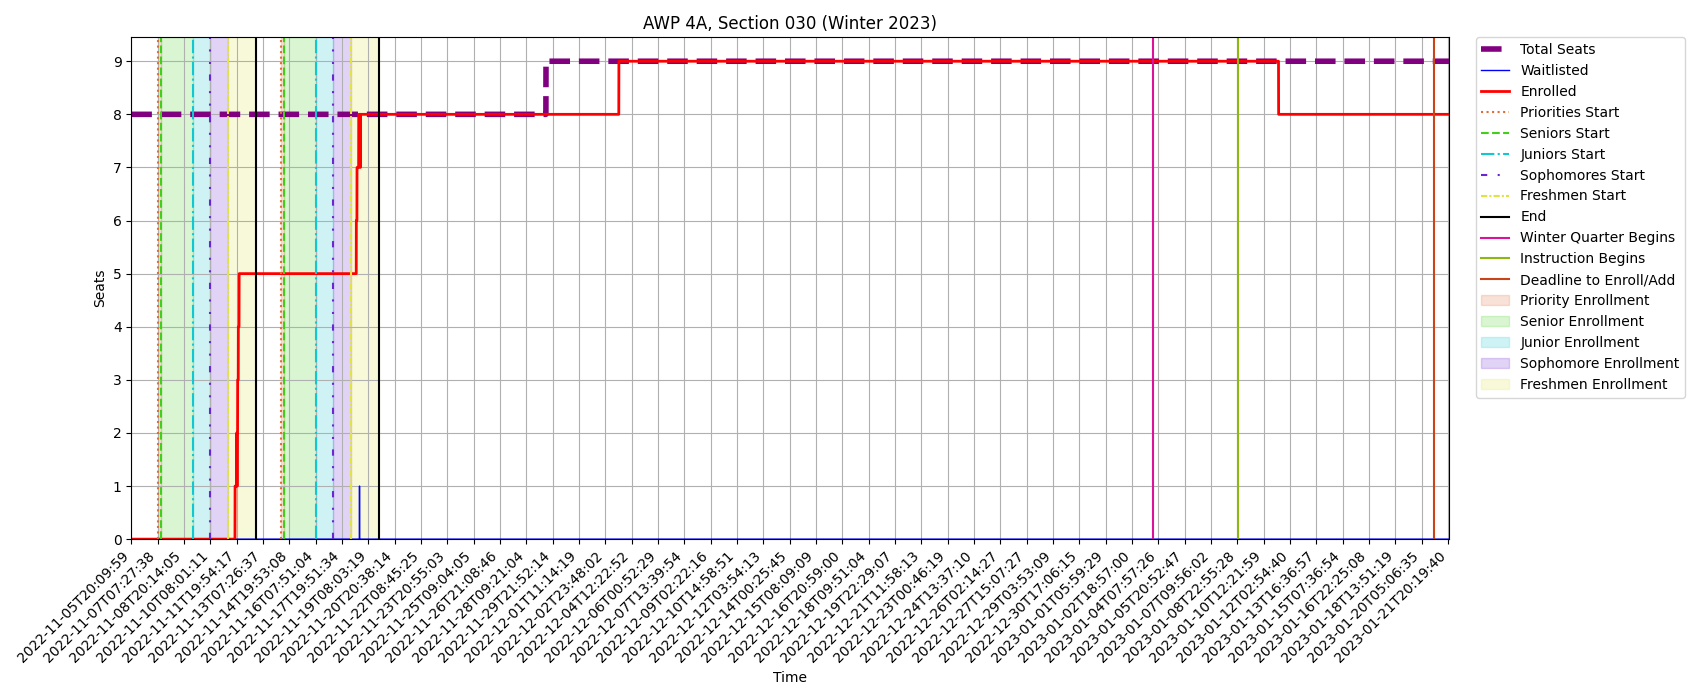 AWP 4A, Section 030 (Winter 2023)
Seats
9
8
7
6
5
4
3
2
1
0
2022-11-05T20:09:59
2022-11-07T07:27:38
2022-11-08T20:14:05
2022-11-10T08:01:11
2022-11-11T19:54:17
2022-11-13T07:26:37
2022-11-14T19:53:08
2022-11-16T07:51:04
2022-11-17T19:51:34
2022-11-19T08:03:19
2022-11-20T20:38:14
2022-11-22T08:45:25
2022-11-23T20:55:03
2022-11-25T09:04:05
2022-11-26T21:08:46
2022-11-28T09:21:04
2022-11-29T21:52:14
2022-12-01T11:14:19
2022-12-02T23:48:02
2022-12-04T12:22:52
2022-12-06T00:52:29
2022-12-07T13:39:54
2022-12-09T02:22:16
2022-12-10T14:58:51
2022-12-12T03:54:13
2022-12-14T00:25:45
2022-12-15T08:09:09
2022-12-16T20:59:00
2022-12-18T09:51:04
2022-12-19T22:29:07
2022-12-21T11:58:13
2022-12-23T00:46:19
2022-12-24T13:37:10
2022-12-26T02:14:27
2022-12-27T15:07:27
2022-12-29T03:53:09
2022-12-30T17:06:15
2023-01-01T05:59:29
2023-01-02T18:57:00
2023-01-04T07:57:26
2023-01-05T20:52:47
2023-01-07T09:56:02
2023-01-08T22:55:28
2023-01-10T12:21:59
2023-01-12T02:54:40
2023-01-13T16:36:57
2023-01-15T07:36:54
2023-01-16T22:25:08
2023-01-18T13:51:19
2023-01-20T05:06:35
2023-01-21T20:19:40
Time
Total Seats
Waitlisted
Enrolled
Priorities Start
Seniors Start
Juniors Start
Sophomores Start
Freshmen Start
End
Winter Quarter Begins
Instruction Begins
Deadline to Enroll/Add
Priority Enrollment
Senior Enrollment
Junior Enrollment
Sophomore Enrollment
Freshmen Enrollment